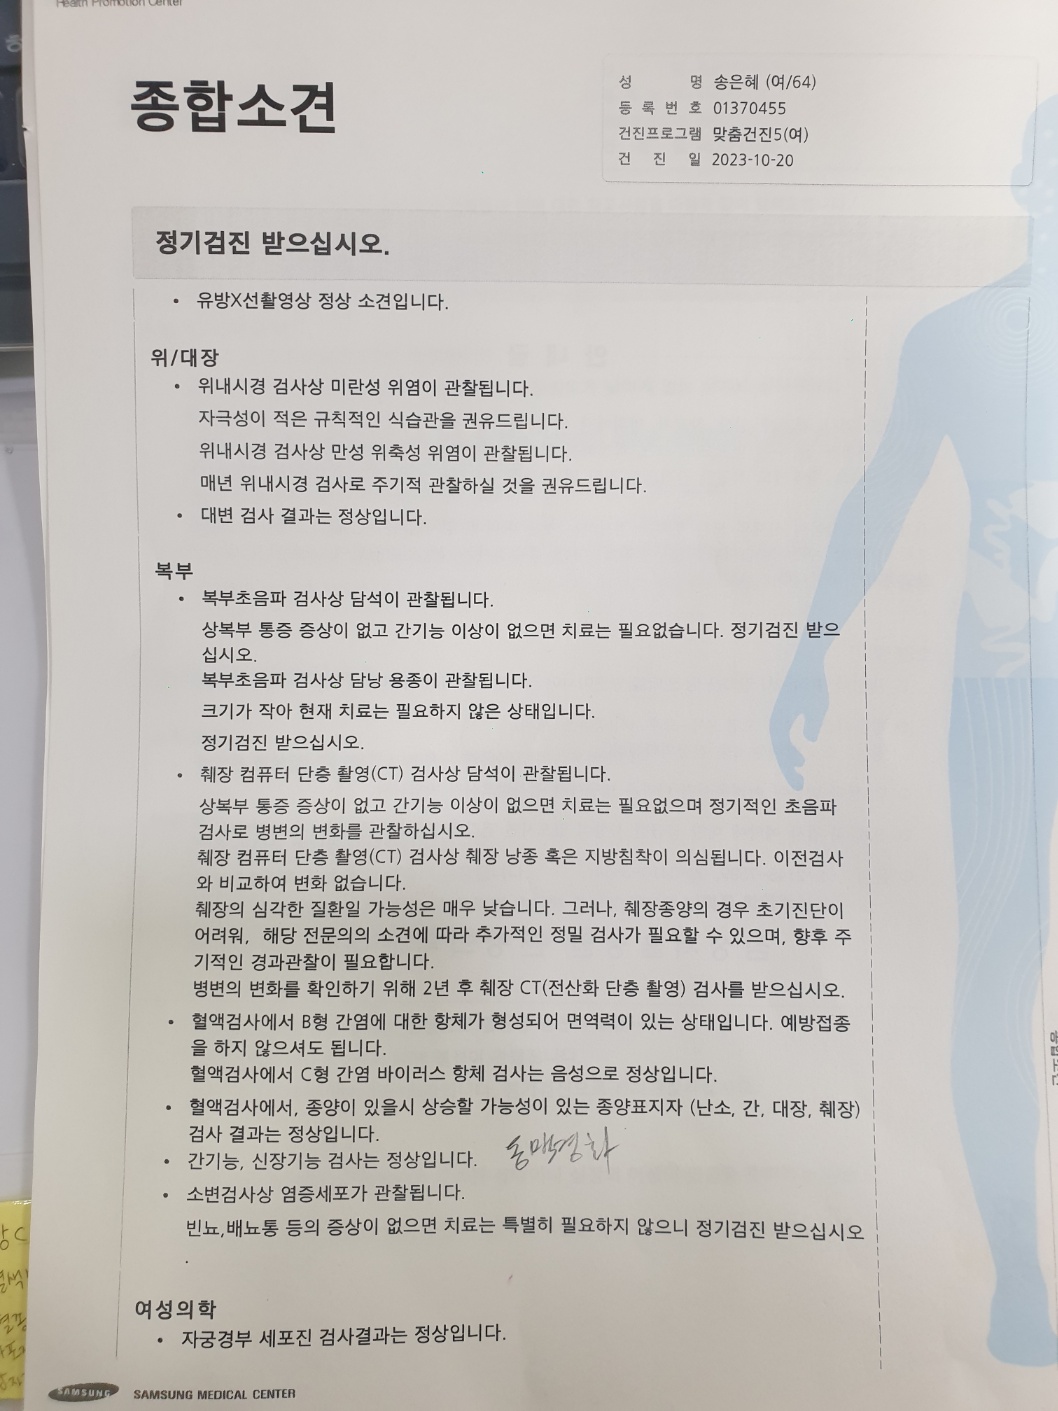 Health Promotion Center
종합소견
성 명 송은혜 (여/64)
등 록 번 호 01370455
건진프로그램 맞춤건진5(여)
건 진 일 2023-10-20
정기검진 받으십시오.
• 유방X선촬영상 정상 소견입니다.
위/대장
• 위내시경 검사상 미란성 위염이 관찰됩니다.
자극성이 적은 규칙적인 식습관을 권유드립니다.
위내시경 검사상 만성 위축성 위염이 관찰됩니다.
매년 위내시경 검사로 주기적 관찰하실 것을 권유드립니다.
• 대변 검사 결과는 정상입니다.
복부
• 복부초음파 검사상 담석이 관찰됩니다.
상복부 통증 증상이 없고 간기능 이상이 없으면 치료는 필요없습니다. 정기검진 받으
십시오.
복부초음파 검사상 담낭 용종이 관찰됩니다.
크기가 작아 현재 치료는 필요하지 않은 상태입니다.
정기검진 받으십시오.
• 췌장 컴퓨터 단층 촬영(CT) 검사상 담석이 관찰됩니다.
상복부 통증 증상이 없고 간기능 이상이 없으면 치료는 필요없으며 정기적인 초음파
검사로 병변의 변화를 관찰하십시오.
췌장 컴퓨터 단층 촬영(CT) 검사상 췌장 낭종 혹은 지방침착이 의심됩니다. 이전검사
와 비교하여 변화 없습니다.
췌장의 심각한 질환일 가능성은 매우 낮습니다. 그러나, 췌장종양의 경우 초기진단이
어려워, 해당 전문의의 소견에 따라 추가적인 정밀 검사가 필요할 수 있으며, 향후 주
기적인 경과관찰이 필요합니다.
병변의 변화를 확인하기 위해 2년 후 췌장 CT(전산화 단층 촬영) 검사를 받으십시오.
• 혈액검사에서 B형 간염에 대한 항체가 형성되어 면역력이 있는 상태입니다. 예방접종
을 하지 않으셔도 됩니다.
혈액검사에서 C형 간염 바이러스 항체 검사는 음성으로 정상입니다.
• 혈액검사에서, 종양이 있을시 상승할 가능성이 있는 종양표지자 (난소, 간, 대장, 췌장)
검사 결과는 정상입니다.
• 간기능, 신장기능 검사는 정상입니다. 동맥경화
• 소변검사상 염증세포가 관찰됩니다.
빈뇨,배뇨통 등의 증상이 없으면 치료는 특별히 필요하지 않으니 정기검진 받으십시오
.
여성의학
• 자궁경부 세포진 검사결과는 정상입니다.
SAMSUNG SAMSUNG MEDICAL CENTER